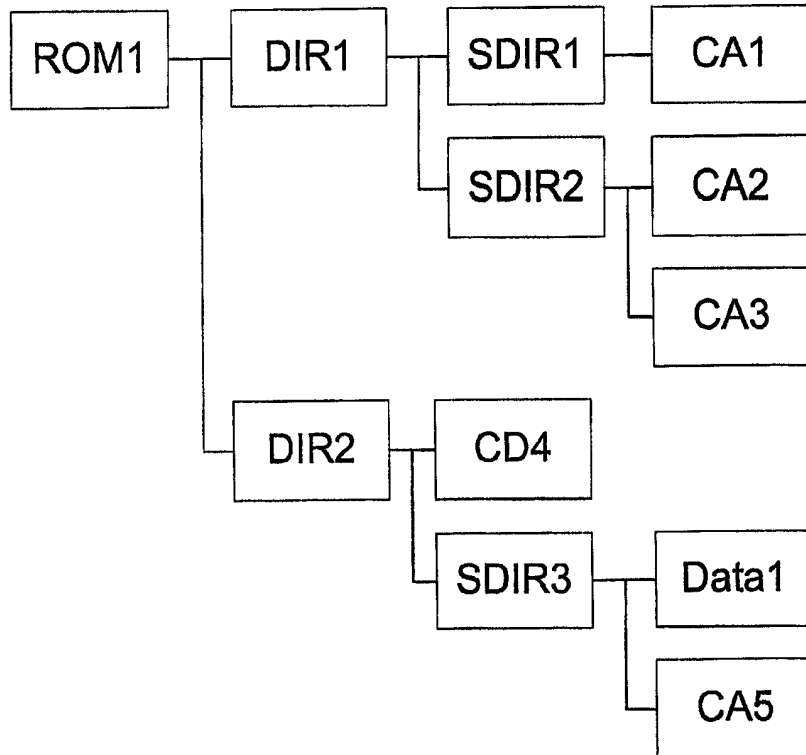 ROM1 DIR1 SDIR1 CA1
SDIR2 CA2
CA3
DIR2 CD4
SDIR3 Data1
CA5